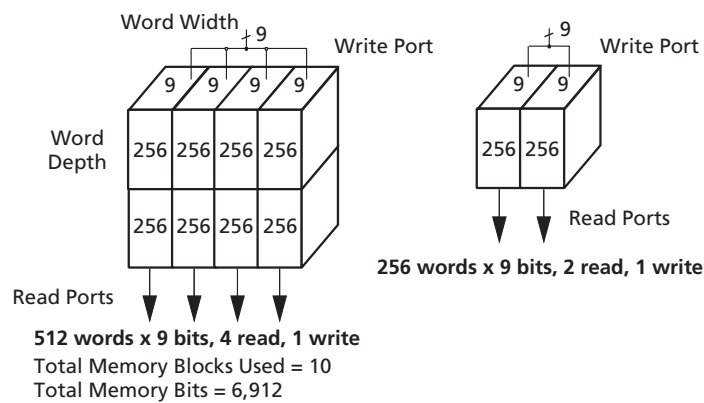 Word Width
9
Write Port
9 9 9 9
Word
Depth
256 256 256 256
256 256 256 256
Read Ports
512 words x 9 bits, 4 read, 1 write
Total Memory Blocks Used = 10
Total Memory Bits = 6,912
9
Write Port
9 9
256 256
Read Ports
256 words x 9 bits, 2 read, 1 write